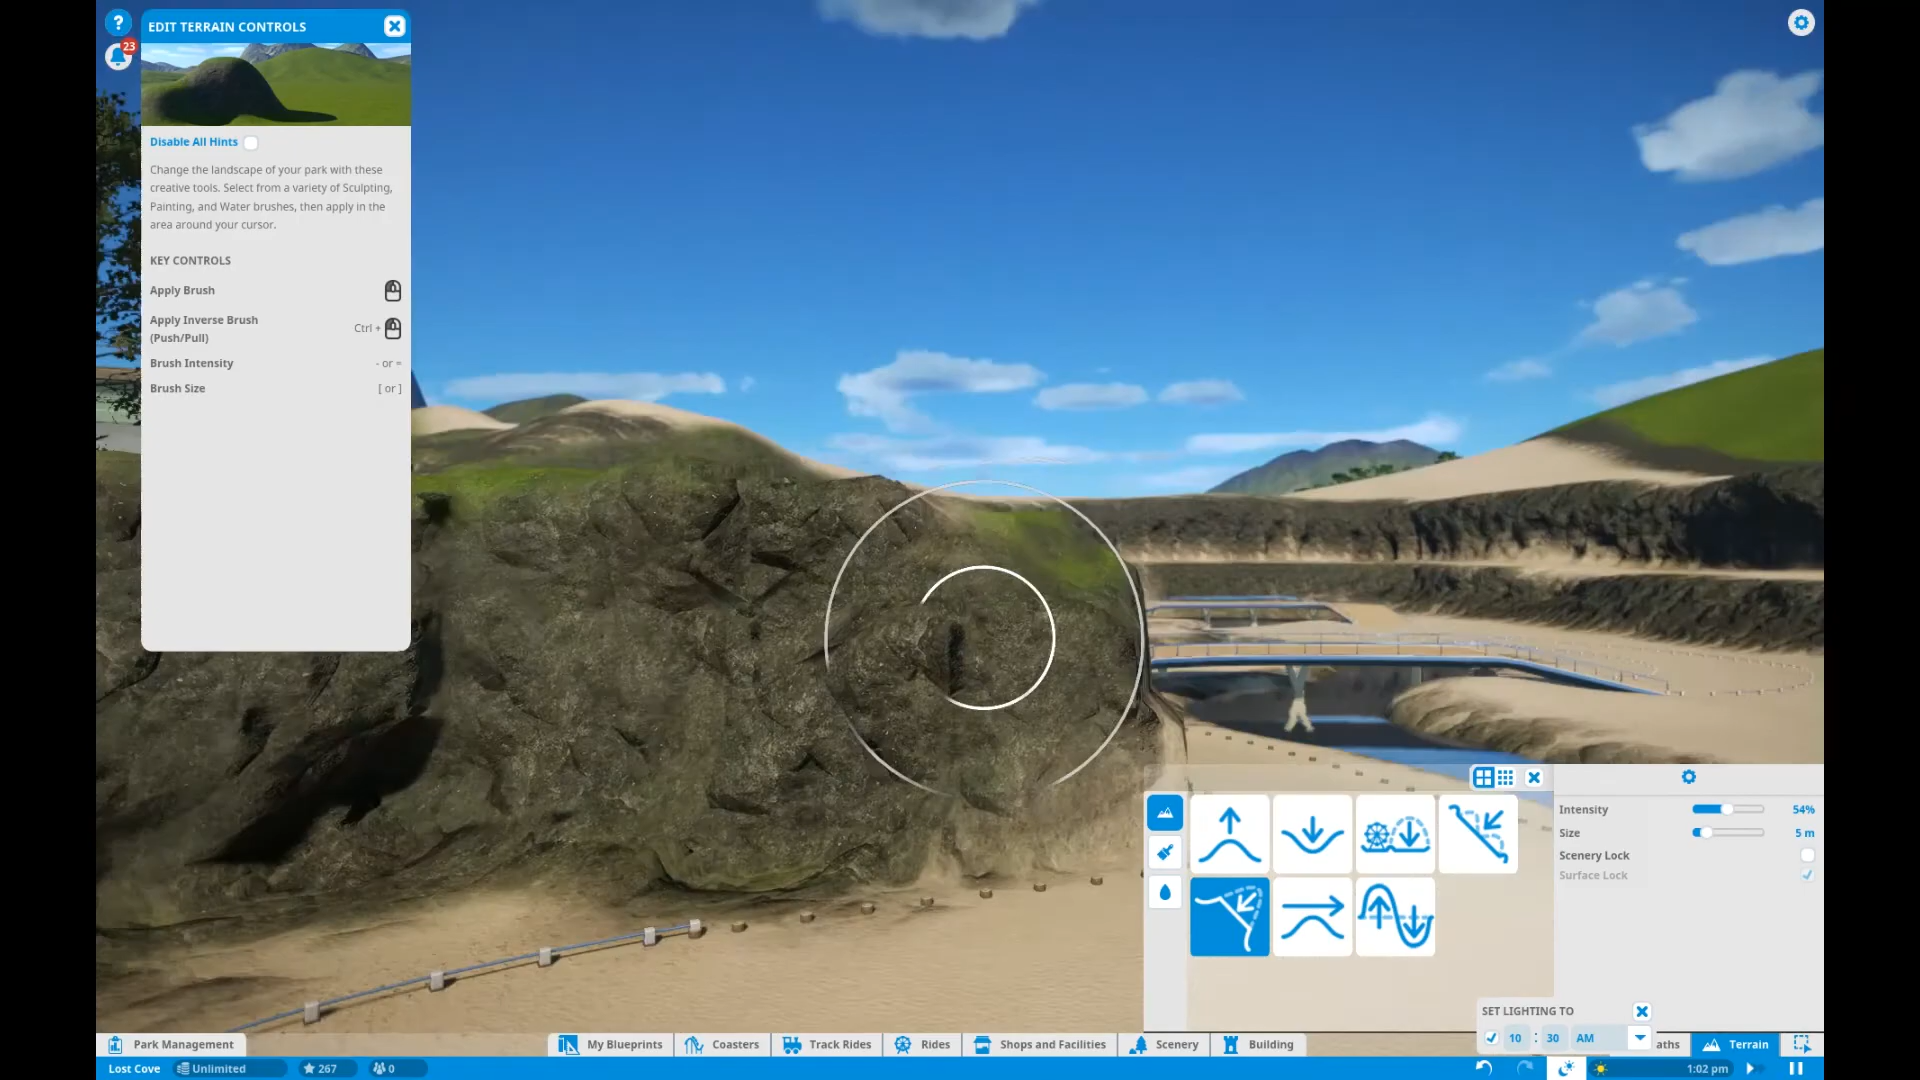 ?
EDIT TERRAIN CONTROLS
23
Disable All Hints
Change the landscape of your park with these
creative tools. Select from a variety of Sculpting,
Painting, and Water brushes, then apply in the
area around your cursor.
KEY CONTROLS
Apply Brush
Apply Inverse Brush
(Push/Pull)
Ctrl +
Brush Intensity - or =
Brush Size [ or ]
Intensity 54%
Size 5 m
Scenery Lock
Surface Lock
SET LIGHTING TO
10 : 30 AM
Park Management
My Blueprints
Coasters
Track Rides
Rides
Shops and Facilities
Scenery
Building
aths
Terrain
Lost Cove
Unlimited
267
0
1:02 pm